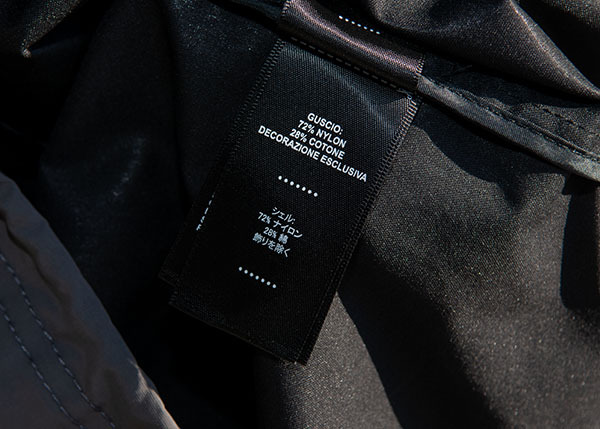 GUSCIO:
72% NYLON
28% COTONE
DECORAZIONE ESCLUSIVA
シェル:
72% ナイロン
28% 綿
飾りを除く